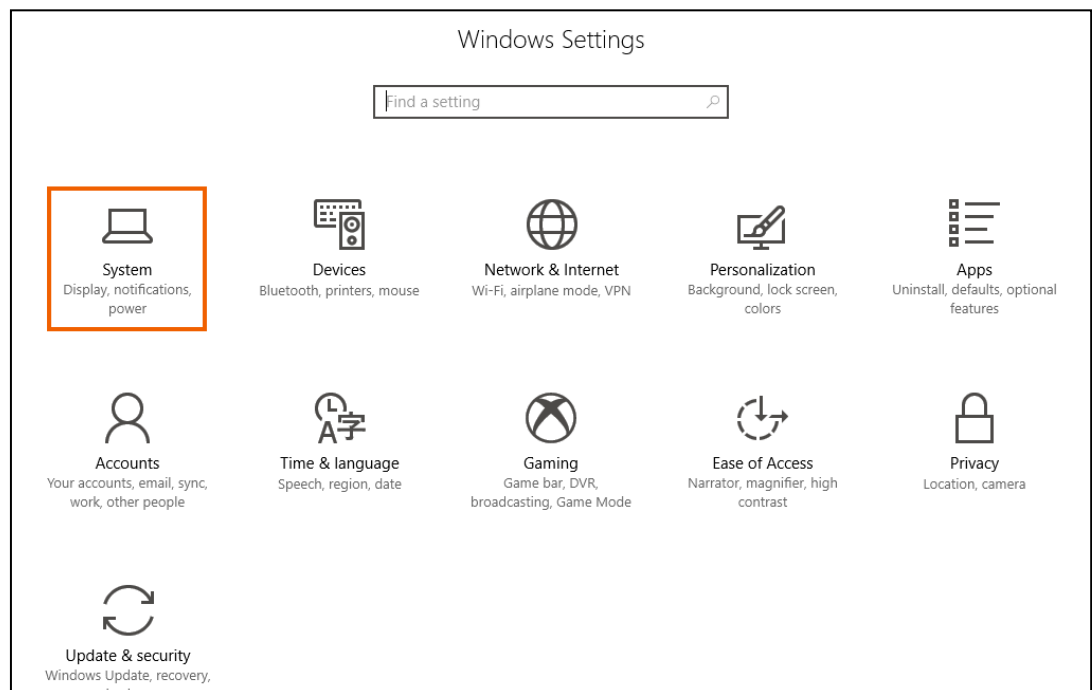 Windows Settings
Find a setting
System
Display, notifications,
power
Devices
Bluetooth, printers, mouse
Network & Internet
Wi-Fi, airplane mode, VPN
Personalization
Background, lock screen,
colors
Apps
Uninstall, defaults, optional
features
Accounts
Your accounts, email, sync,
work, other people
Time & language
Speech, region, date
Gaming
Game bar, DVR,
broadcasting, Game Mode
Ease of Access
Narrator, magnifier, high
contrast
Privacy
Location, camera
Update & security
Windows Update, recovery,